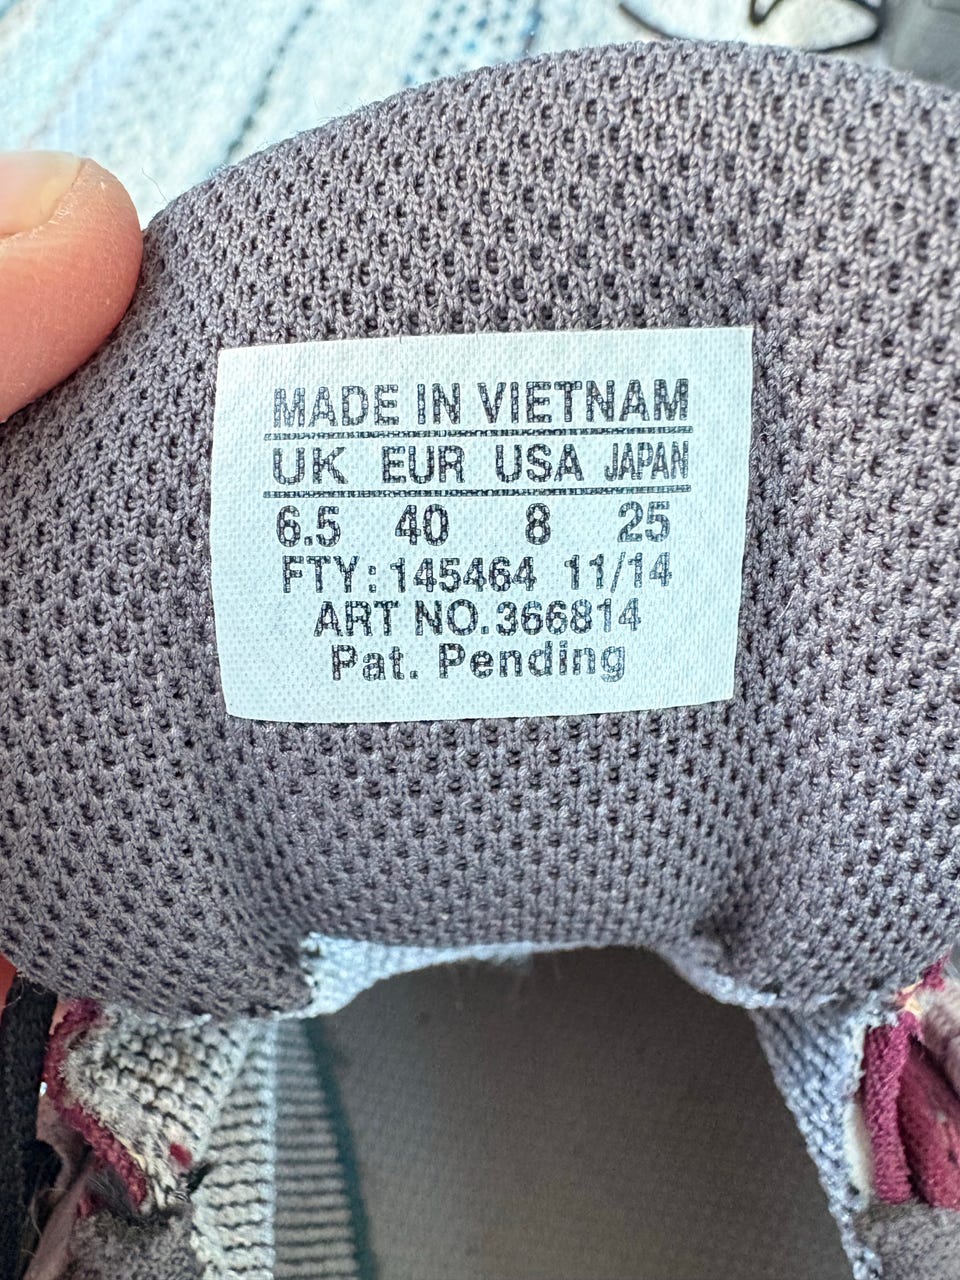 MADE IN VIETNAM
UK EUR USA JAPAN
6.5 40 8 25
FTY: 145464 11/14
ART NO. 366814
Pat. Pending